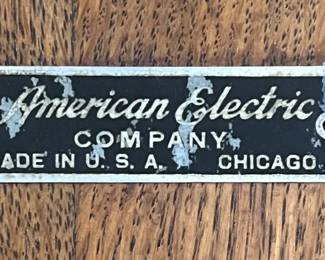 American Electric
COMPANY
ADE IN U. S. A. CHICAGO